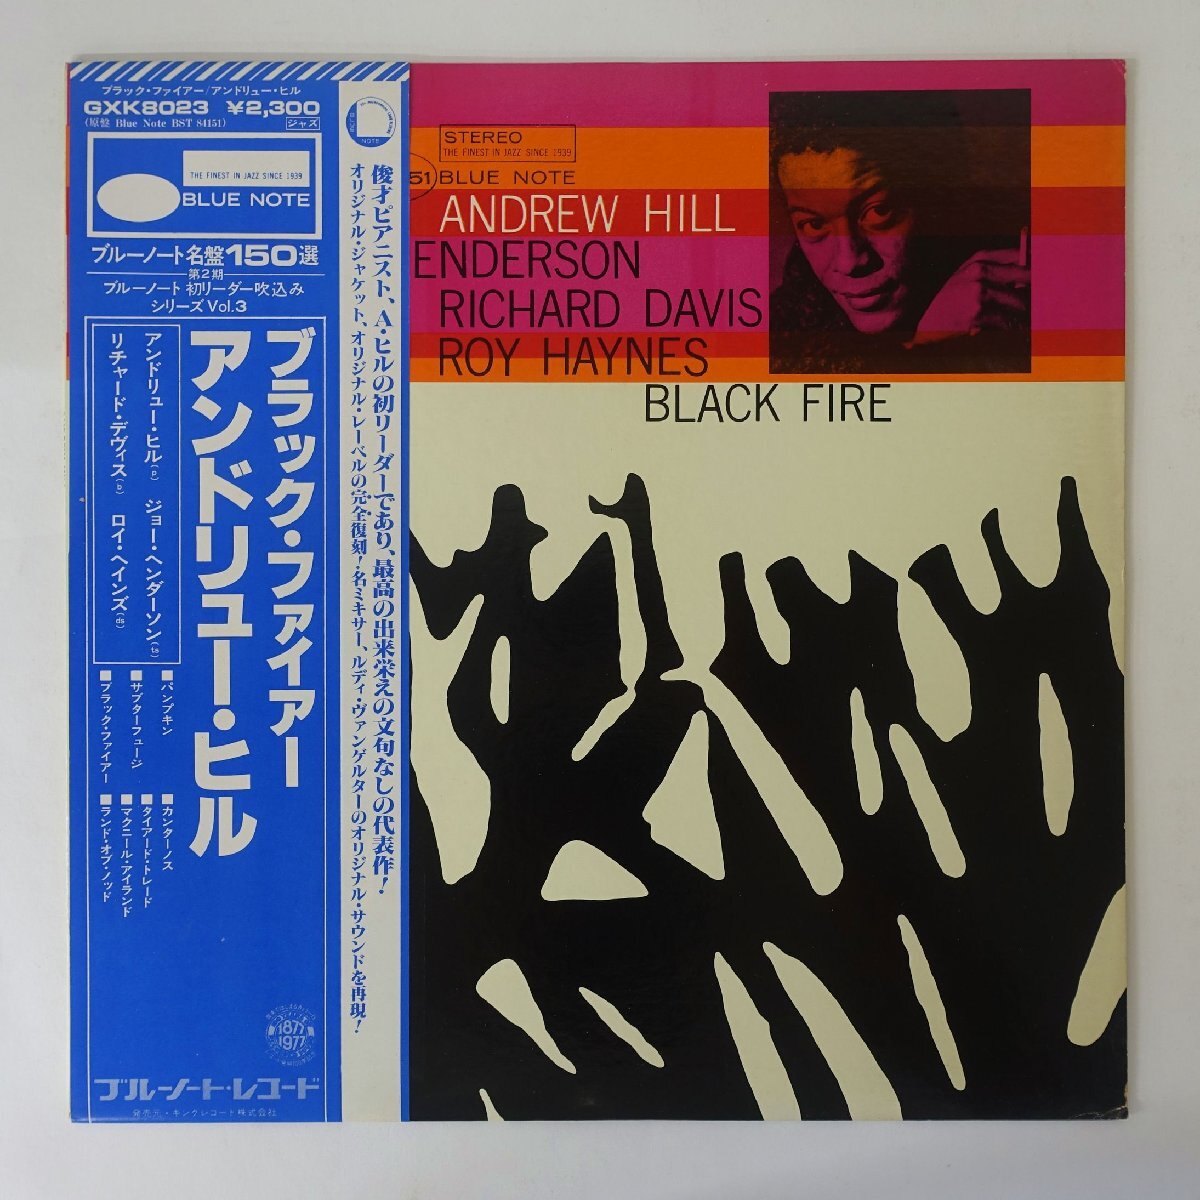 ブラック・ファイアー/アンドリュー・ヒル
GXK8023 ¥2,300
(原盤 Blue Note BST 84151) ジャズ
THE FINEST IN JAZZ SINCE 1939
BLUE NOTE
ブルーノート名盤150選
第2期
ブルーノート 初リーダー吹込み
シリーズVol.3
ブラック・ファイアー
アンドリュー・ヒル
アンドリュー・ヒル(p) ジョー・ヘンダーソン(ts)
リチャード・デヴィス(b) ロイ・ヘインズ(ds)
■パンプキン
■サブターフュージ
■ブラック・ファイアー
■カンターノス
■タイアード・トレード
■マクニール・アイランド
■ランド・オブ・ノッド
1877
1977
ブルーノート・レコード
発売元・キングレコード株式会社
NOTE
俊才ピアニスト、A・ヒルの初リーダーであり、最高の出来栄えの文句なしの代表作!
オリジナル・ジャケット、オリジナル・レーベルの完全復刻!名ミキサー、ルディ・ヴァンゲルターのオリジナル・サウンドを再現!
STEREO
THE FINEST IN JAZZ SINCE 1939
51 BLUE NOTE
ANDREW HILL
ENDERSON
RICHARD DAVIS
ROY HAYNES
BLACK FIRE